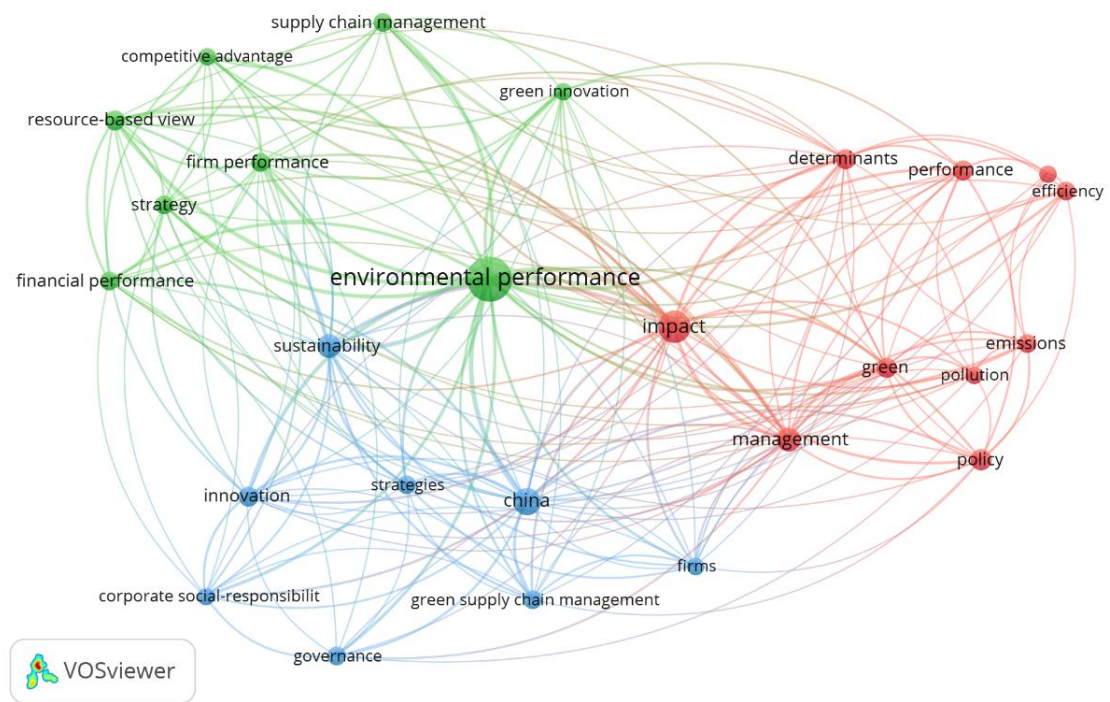 supply chain management
competitive advantage
green innovation
resource-based view
firm performance
determinants
performance
efficiency
strategy
financial performance
environmental performance
impact
sustainability
emissions
green
pollution
management
policy
innovation
strategies
china
firms
corporate social-responsibilit
green supply chain management
governance
VOSviewer